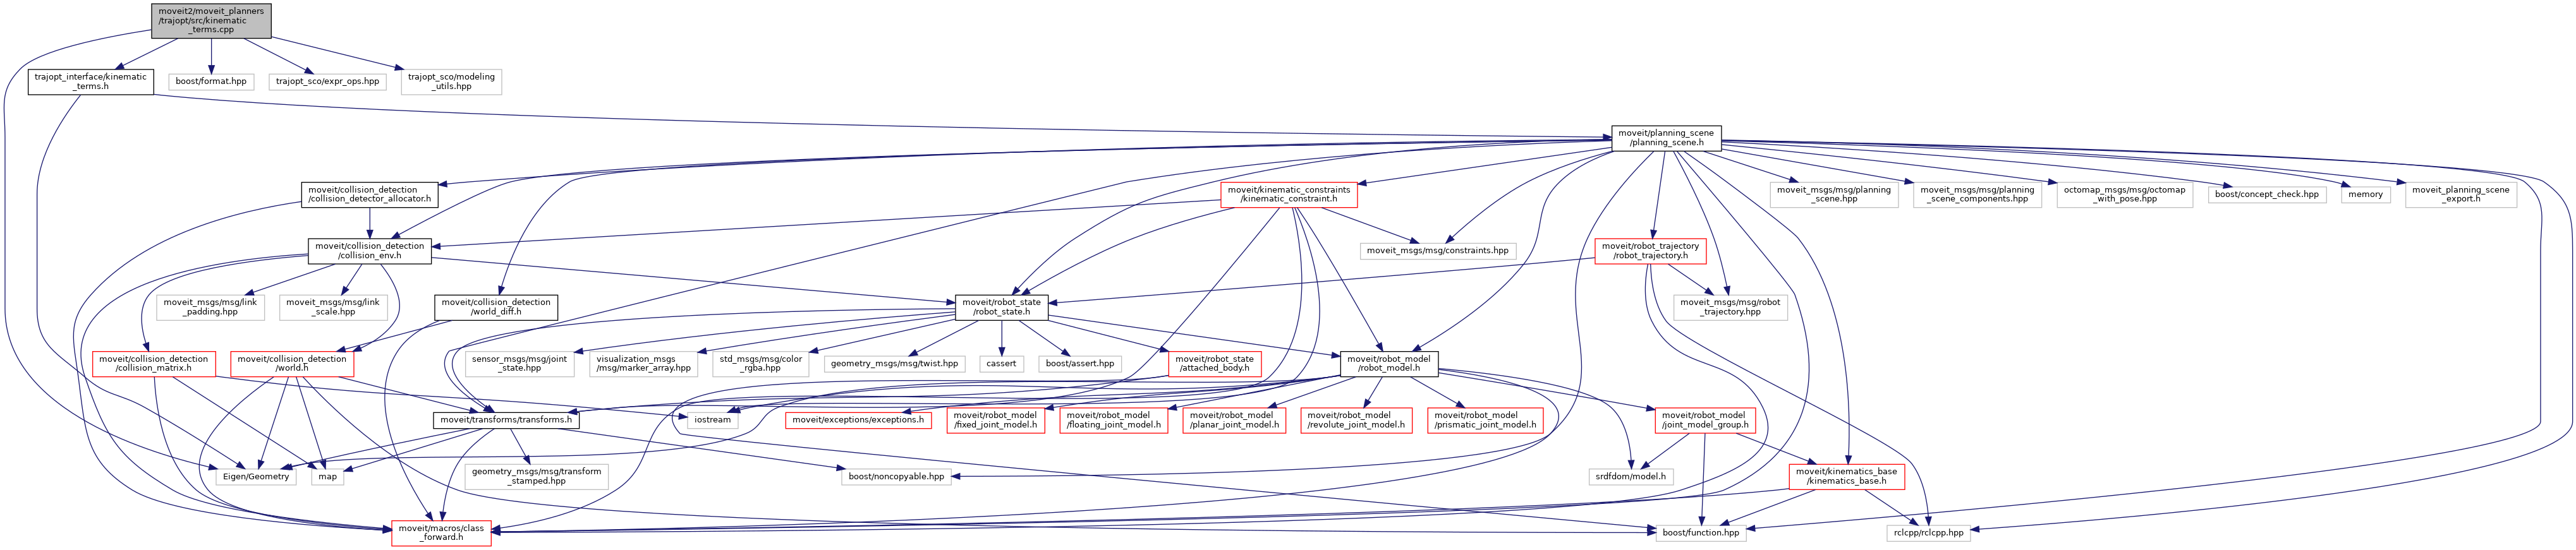 moveit2/moveit_planners
/trajopt/src/kinematic
_terms.cpp
trajopt_interface/kinematic
_terms.h
boost/format.hpp
trajopt_sco/expr_ops.hpp
trajopt_sco/modeling
_utils.hpp
moveit/planning_scene
/planning_scene.h
moveit/collision_detection
/collision_detector_allocator.h
moveit/kinematic_constraints
/kinematic_constraint.h
moveit_msgs/msg/planning
_scene.hpp
moveit_msgs/msg/planning
_scene_components.hpp
octomap_msgs/msg/octomap
_with_pose.hpp
boost/concept_check.hpp
memory
moveit_planning_scene
_export.h
moveit/collision_detection
/collision_env.h
moveit_msgs/msg/constraints.hpp
moveit/robot_trajectory
/robot_trajectory.h
moveit_msgs/msg/link
_padding.hpp
moveit_msgs/msg/link
_scale.hpp
moveit/collision_detection
/world_diff.h
moveit/robot_state
/robot_state.h
moveit_msgs/msg/robot
_trajectory.hpp
moveit/collision_detection
/collision_matrix.h
moveit/collision_detection
/world.h
sensor_msgs/msg/joint
_state.hpp
visualization_msgs
/msg/marker_array.hpp
std_msgs/msg/color
_rgba.hpp
geometry_msgs/msg/twist.hpp
cassert
boost/assert.hpp
moveit/robot_state
/attached_body.h
moveit/robot_model
/robot_model.h
moveit/transforms/transforms.h
iostream
moveit/exceptions/exceptions.h
moveit/robot_model
/fixed_joint_model.h
moveit/robot_model
/floating_joint_model.h
moveit/robot_model
/planar_joint_model.h
moveit/robot_model
/revolute_joint_model.h
moveit/robot_model
/prismatic_joint_model.h
moveit/robot_model
/joint_model_group.h
Eigen/Geometry
map
geometry_msgs/msg/transform
_stamped.hpp
boost/noncopyable.hpp
srdfdom/model.h
moveit/kinematics_base
/kinematics_base.h
moveit/macros/class
_forward.h
boost/function.hpp
rclcpp/rclcpp.hpp